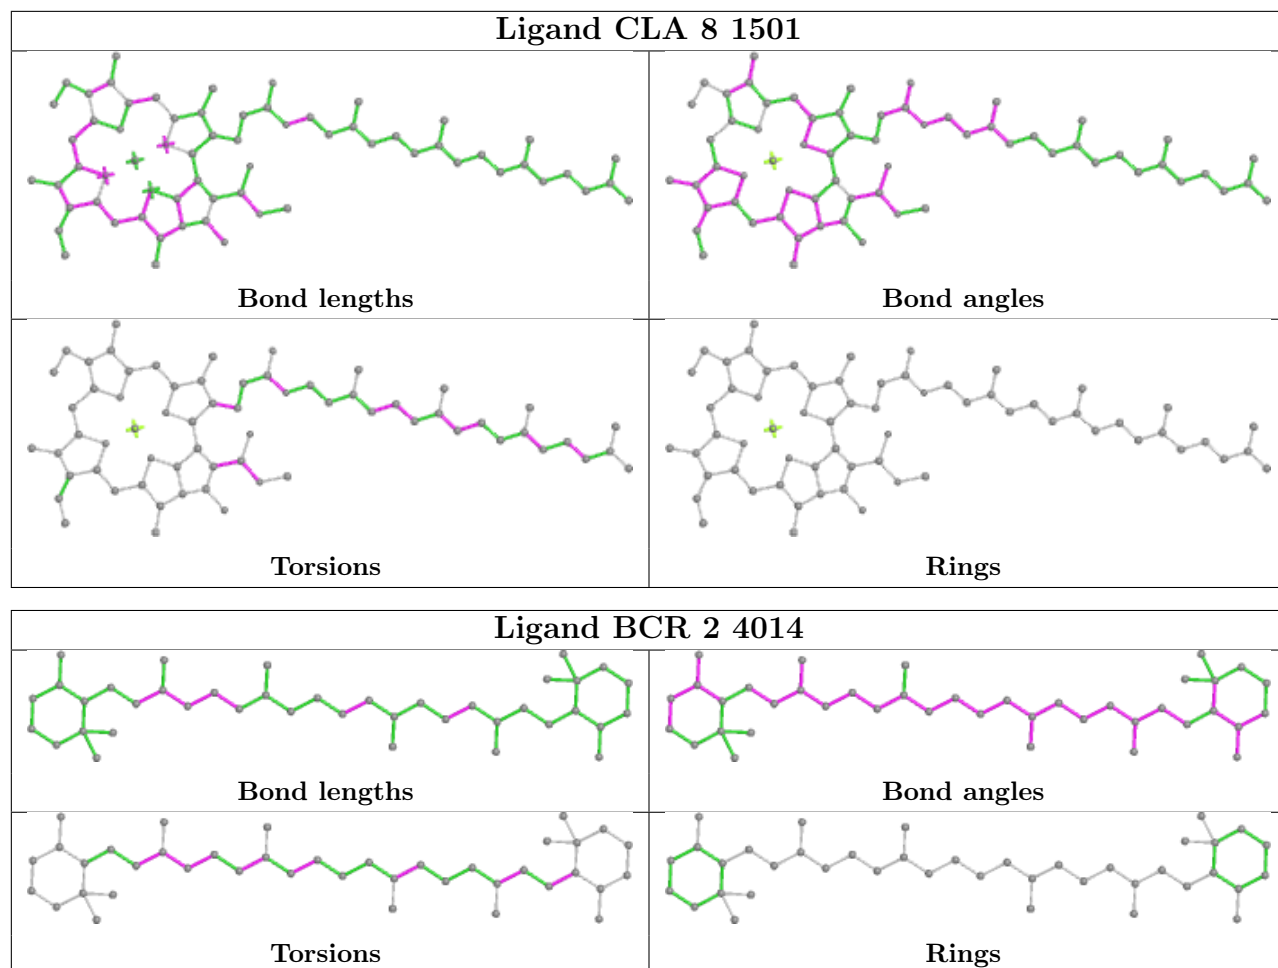 Ligand CLA 8 1501
Bond lengths
Bond angles
Torsions
Rings
Ligand BCR 2 4014
Bond lengths
Bond angles
Torsions
Rings